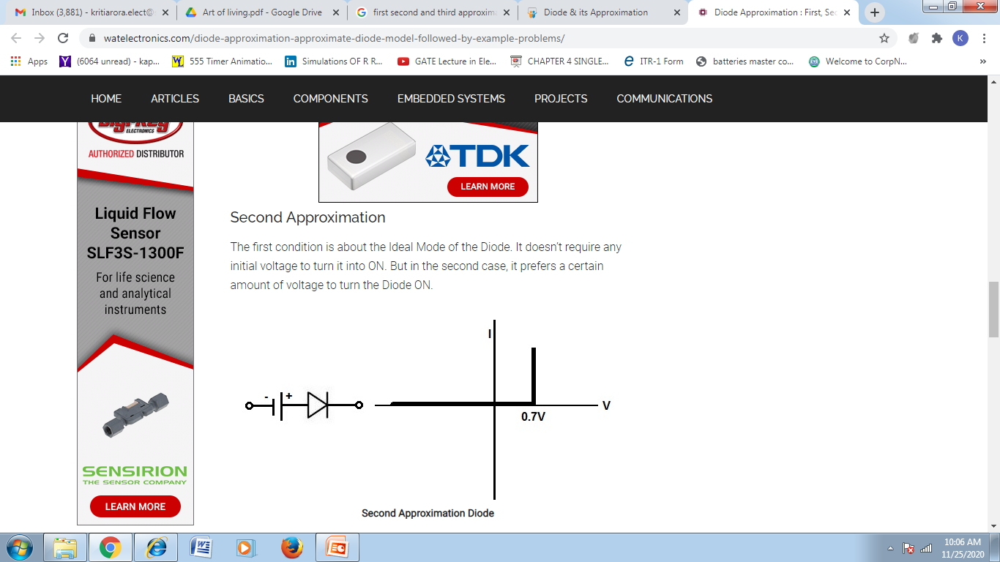 Inbox (3,881) - kritiarora.elect@
Art of living.pdf - Google Drive
first second and third approxim
Diode & its Approximation
Diode Approximation : First, Sec
watelectronics.com/diode-approximation-approximate-diode-model-followed-by-example-problems/
K
Apps
(6064 unread) - kap...
555 Timer Animatio...
Simulations OF R R...
GATE Lecture in Ele...
CHAPTER 4 SINGLE...
ITR-1 Form
batteries master co...
Welcome to CorpN...
»
HOME ARTICLES BASICS COMPONENTS EMBEDDED SYSTEMS PROJECTS COMMUNICATIONS
ELECTRONICS
AUTHORIZED DISTRIBUTOR
Liquid Flow
Sensor
SLF3S-1300F
For life science
and analytical
instruments
SENSIRION
THE SENSOR COMPANY
LEARN MORE
TDK
LEARN MORE
Second Approximation
The first condition is about the Ideal Mode of the Diode. It doesn't require any
initial voltage to turn it into ON. But in the second case, it prefers a certain
amount of voltage to turn the Diode ON.
I
- +
V
0.7V
Second Approximation Diode
10:06 AM
11/25/2020